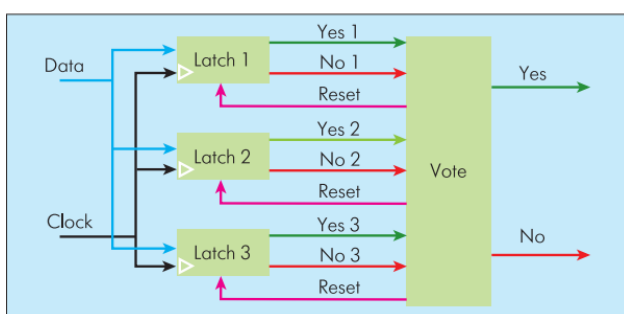 Data
Clock
Latch 1
Yes 1
No 1
Reset
Latch 2
Yes 2
No 2
Reset
Latch 3
Yes 3
No 3
Reset
Vote
Yes
No